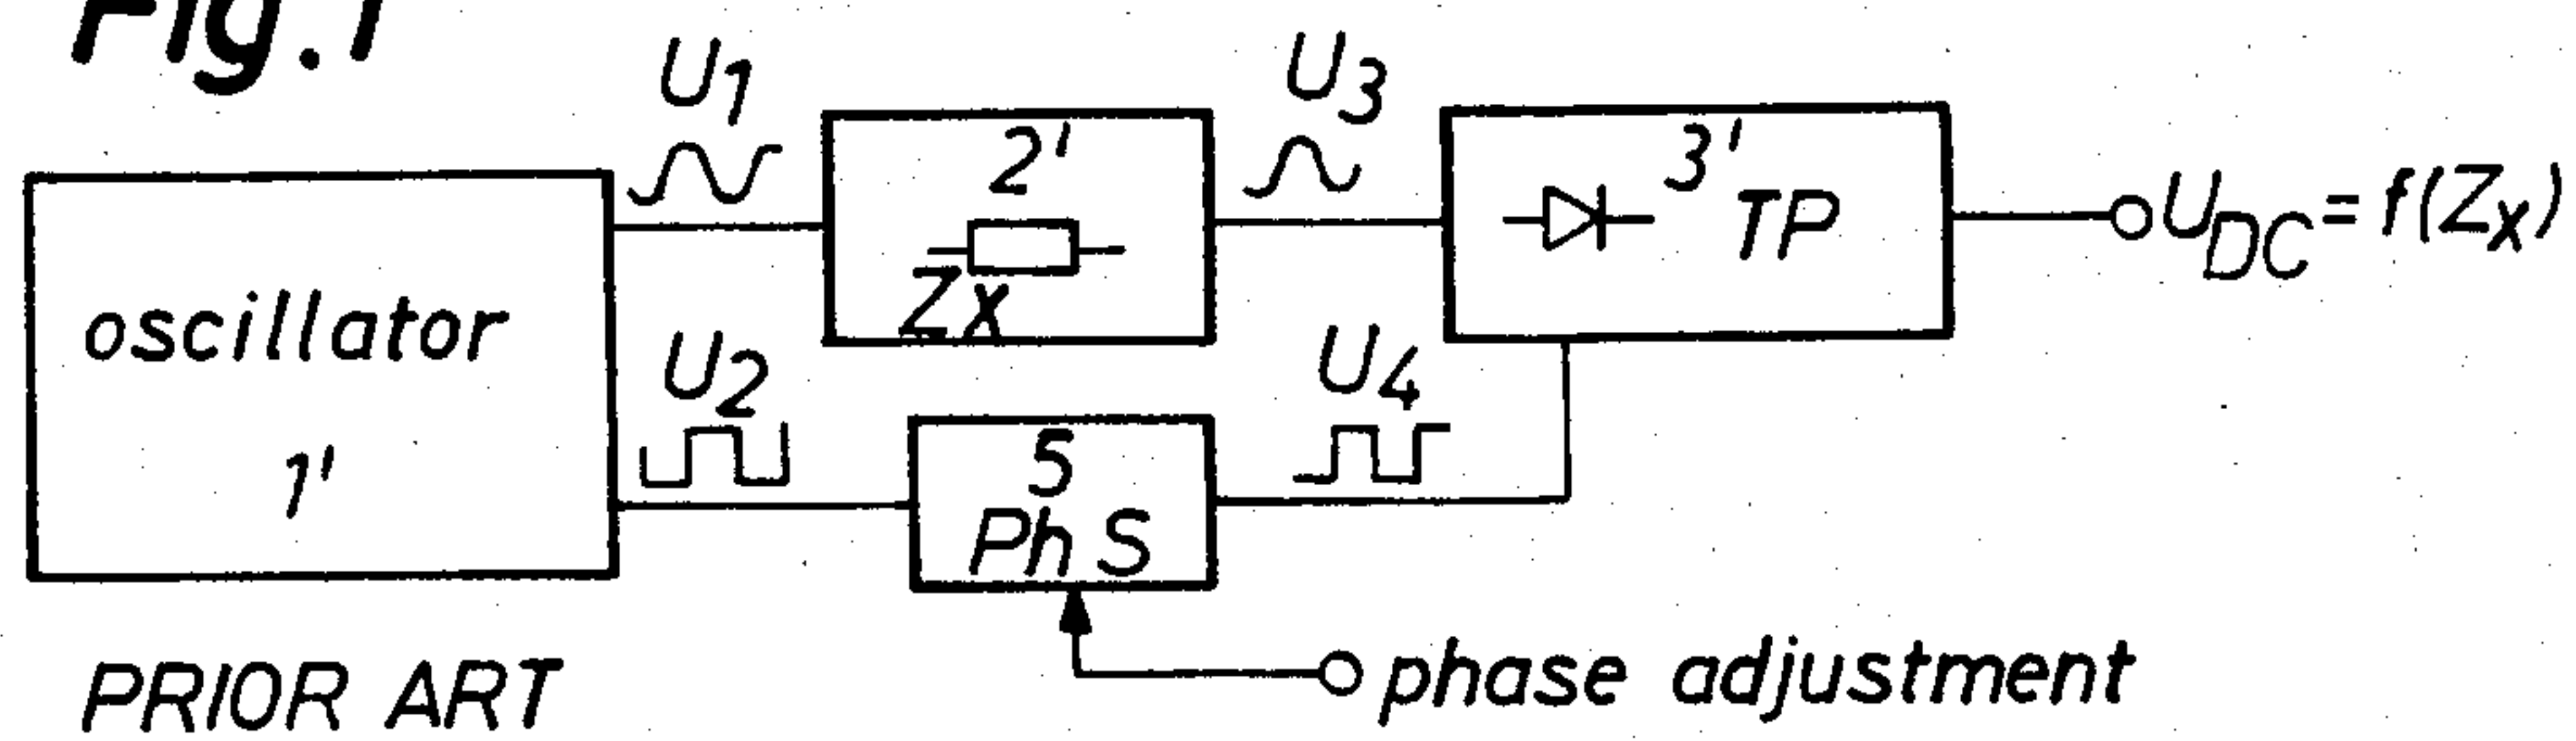 Fig.1
U1
U3
2'
Zx
3'
TP
UDC = f(Zx)
oscillator
1'
U2
U4
5
PhS
phase adjustment
PRIOR ART